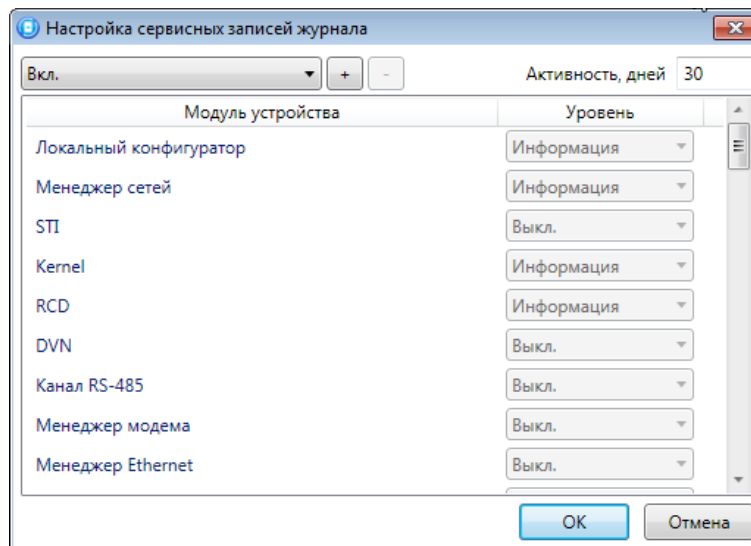 Настройка сервисных записей журнала
Вкл. + - Активность, дней 30
Модуль устройства Уровень
Локальный конфигуратор Информация
Менеджер сетей Информация
STI Выкл.
Kernel Информация
RCD Информация
DVN Выкл.
Канал RS-485 Выкл.
Менеджер модема Выкл.
Менеджер Ethernet Выкл.
OK Отмена